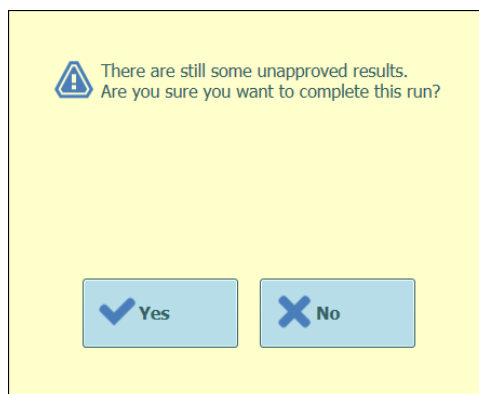 There are still some unapproved results.
Are you sure you want to complete this run?
Yes
No